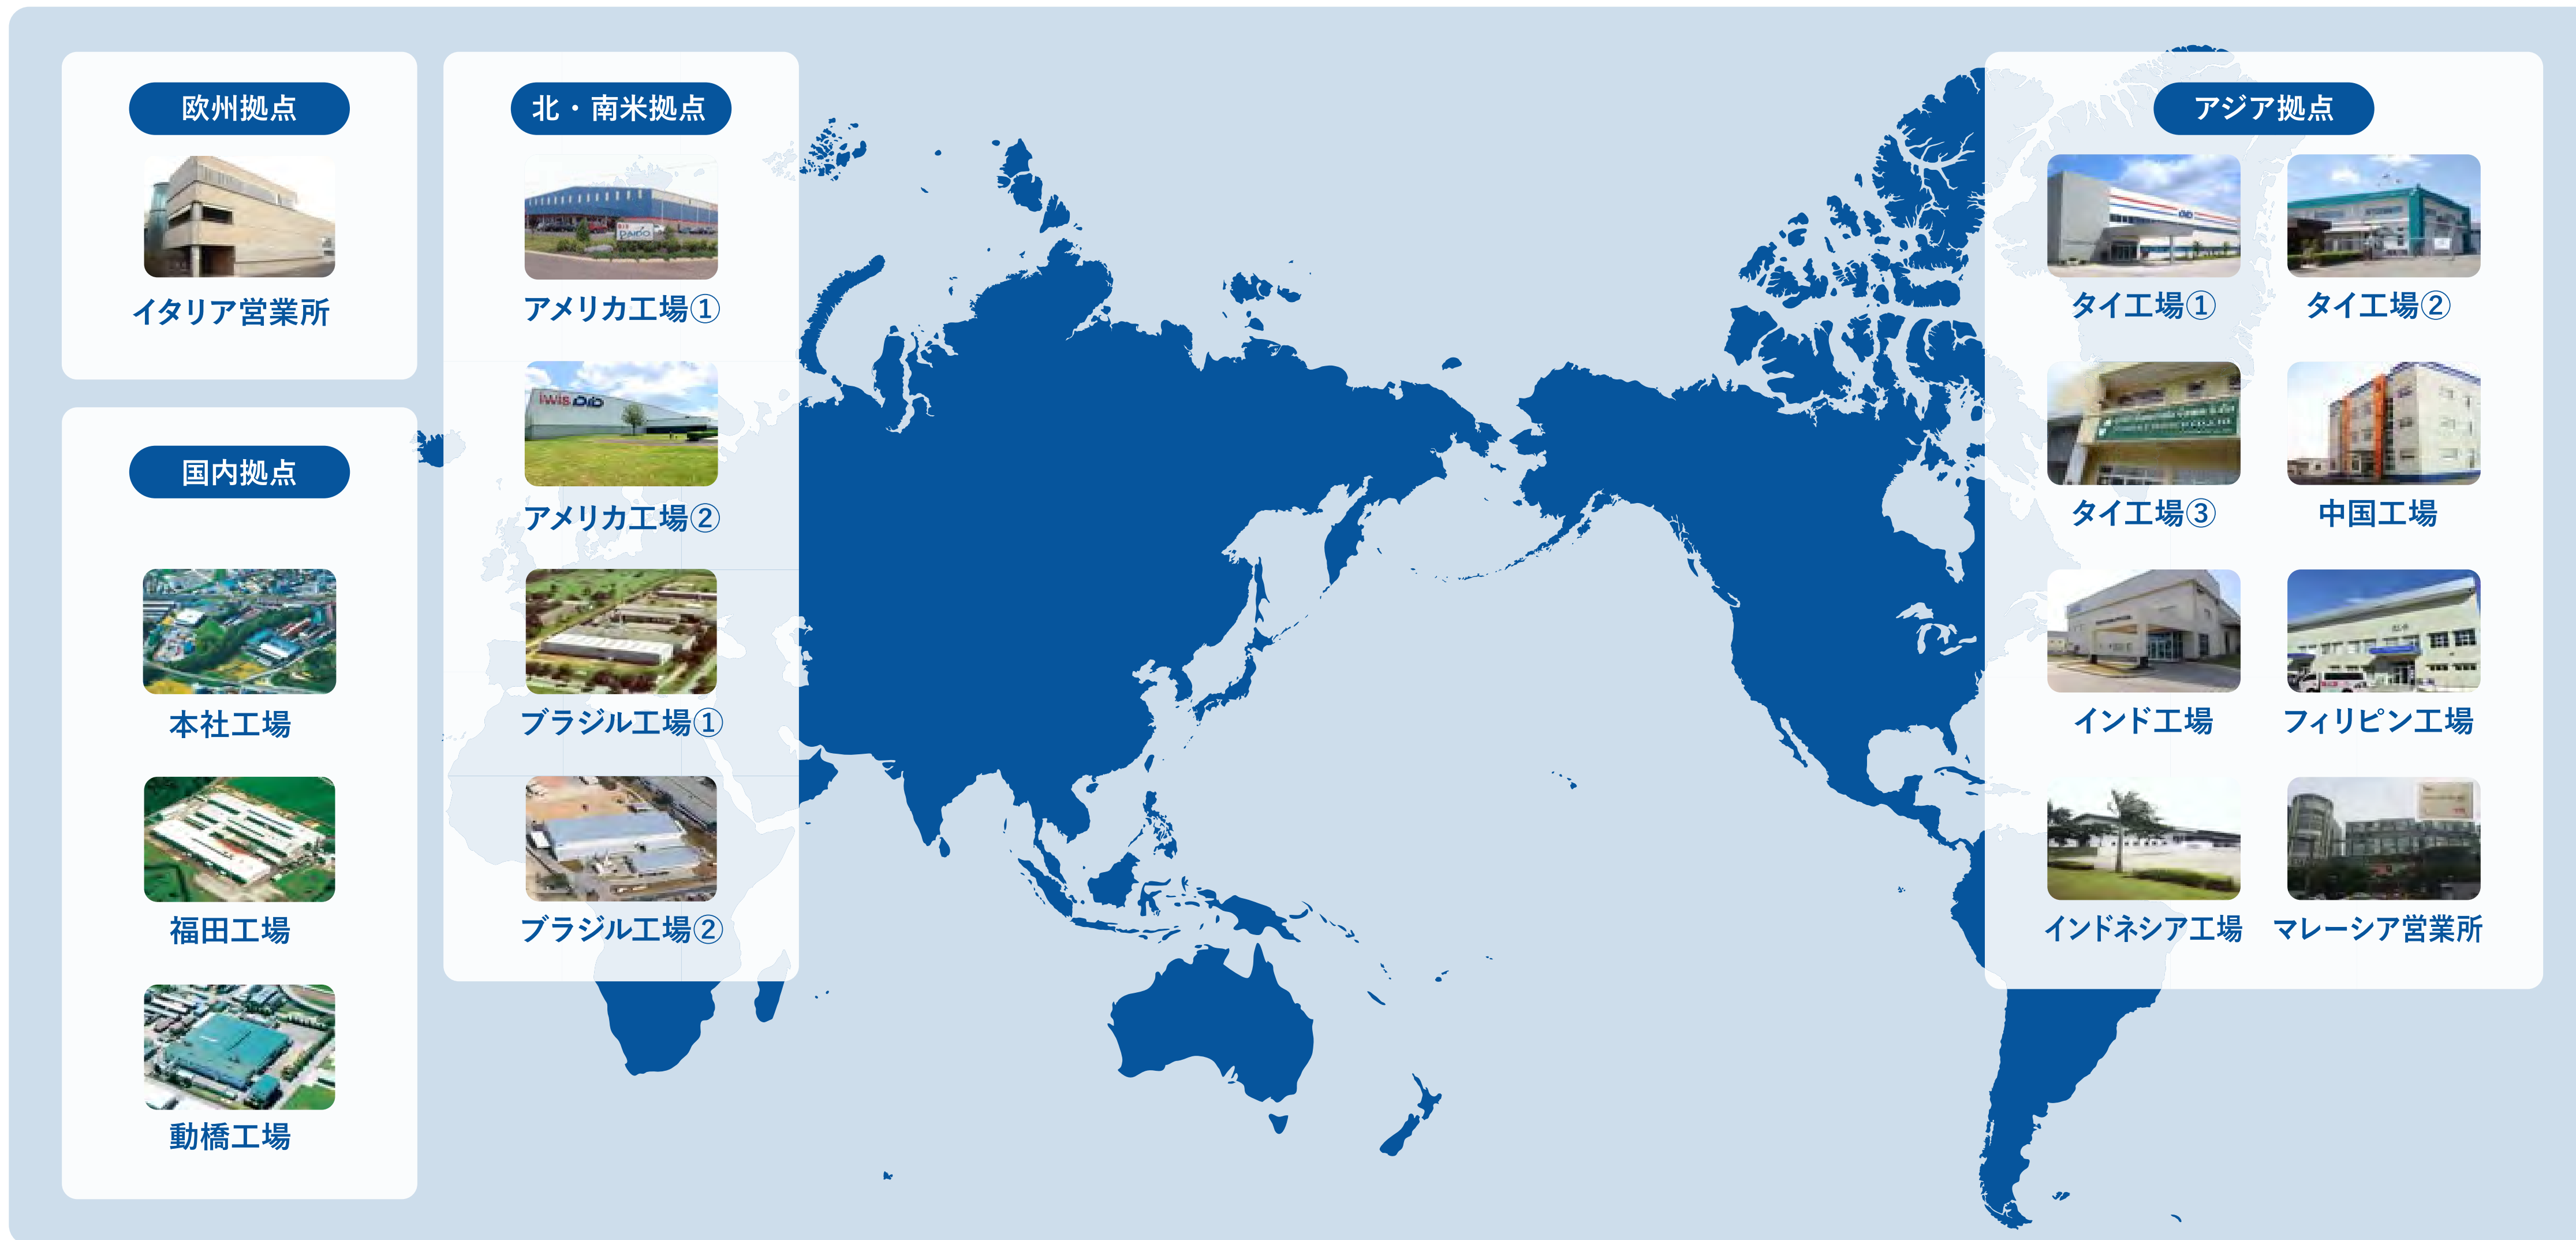 欧州拠点
イタリア営業所
国内拠点
本社工場
福田工場
動橋工場
北・南米拠点
DAIDO
アメリカ工場①
iwis DID
アメリカ工場②
ブラジル工場①
ブラジル工場②
アジア拠点
DID
タイ工場①
タイ工場②
タイ工場③
中国工場
インド工場
フィリピン工場
インドネシア工場
マレーシア営業所